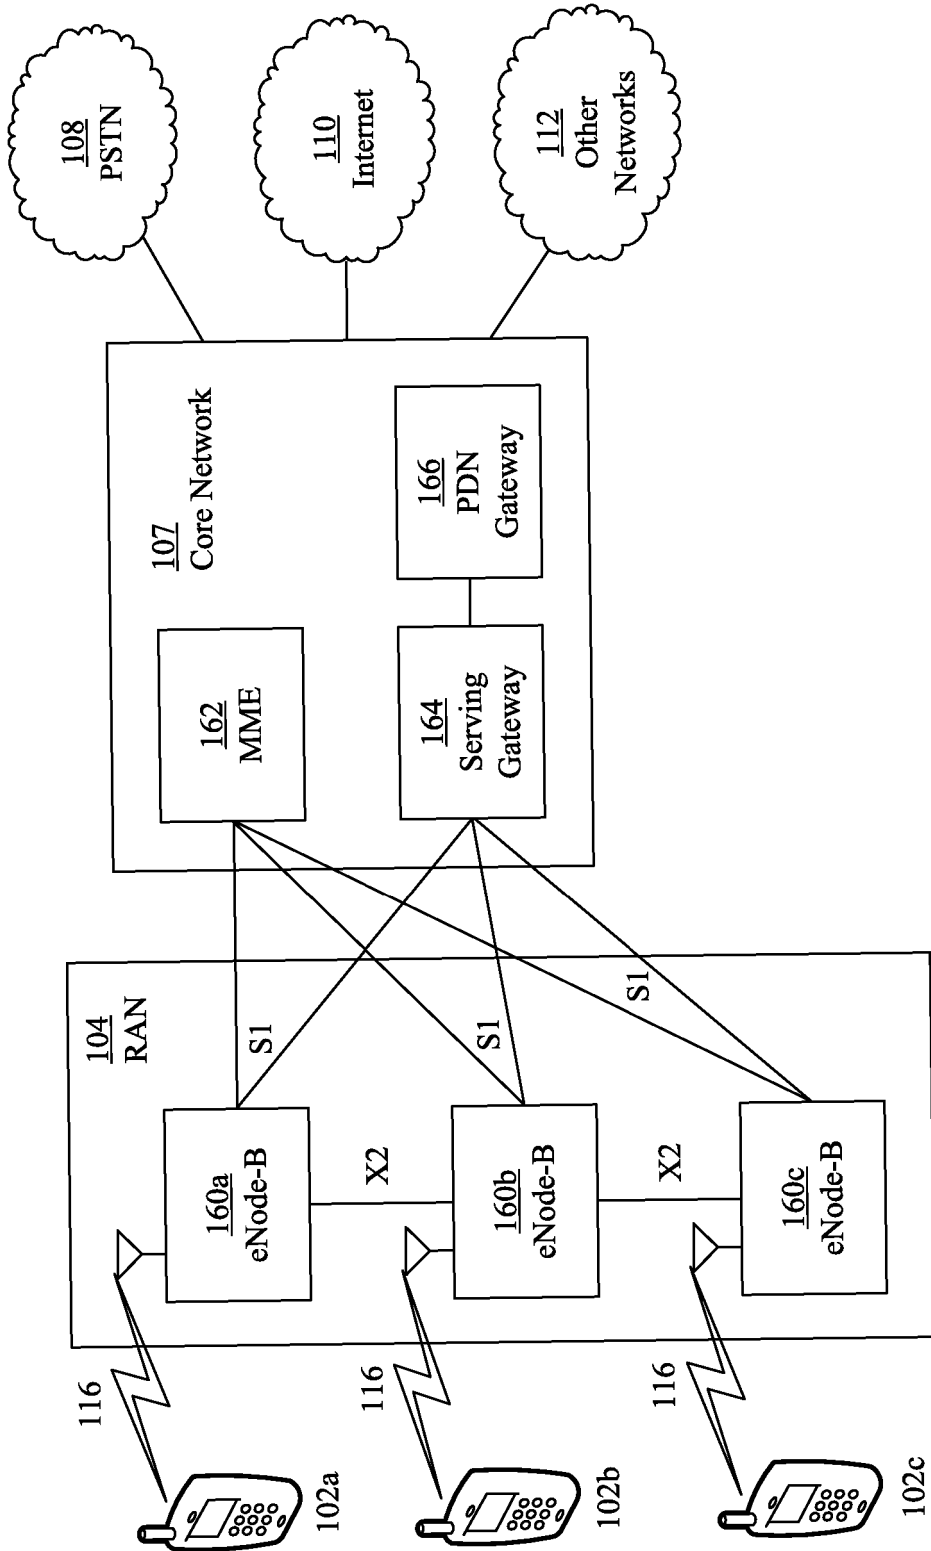 102a
116
160a
eNode-B
104
RAN
S1
X2
102b
116
160b
eNode-B
S1
X2
102c
116
160c
eNode-B
S1
107
Core Network
162
MME
164
Serving
Gateway
166
PDN
Gateway
108
PSTN
110
Internet
112
Other
Networks